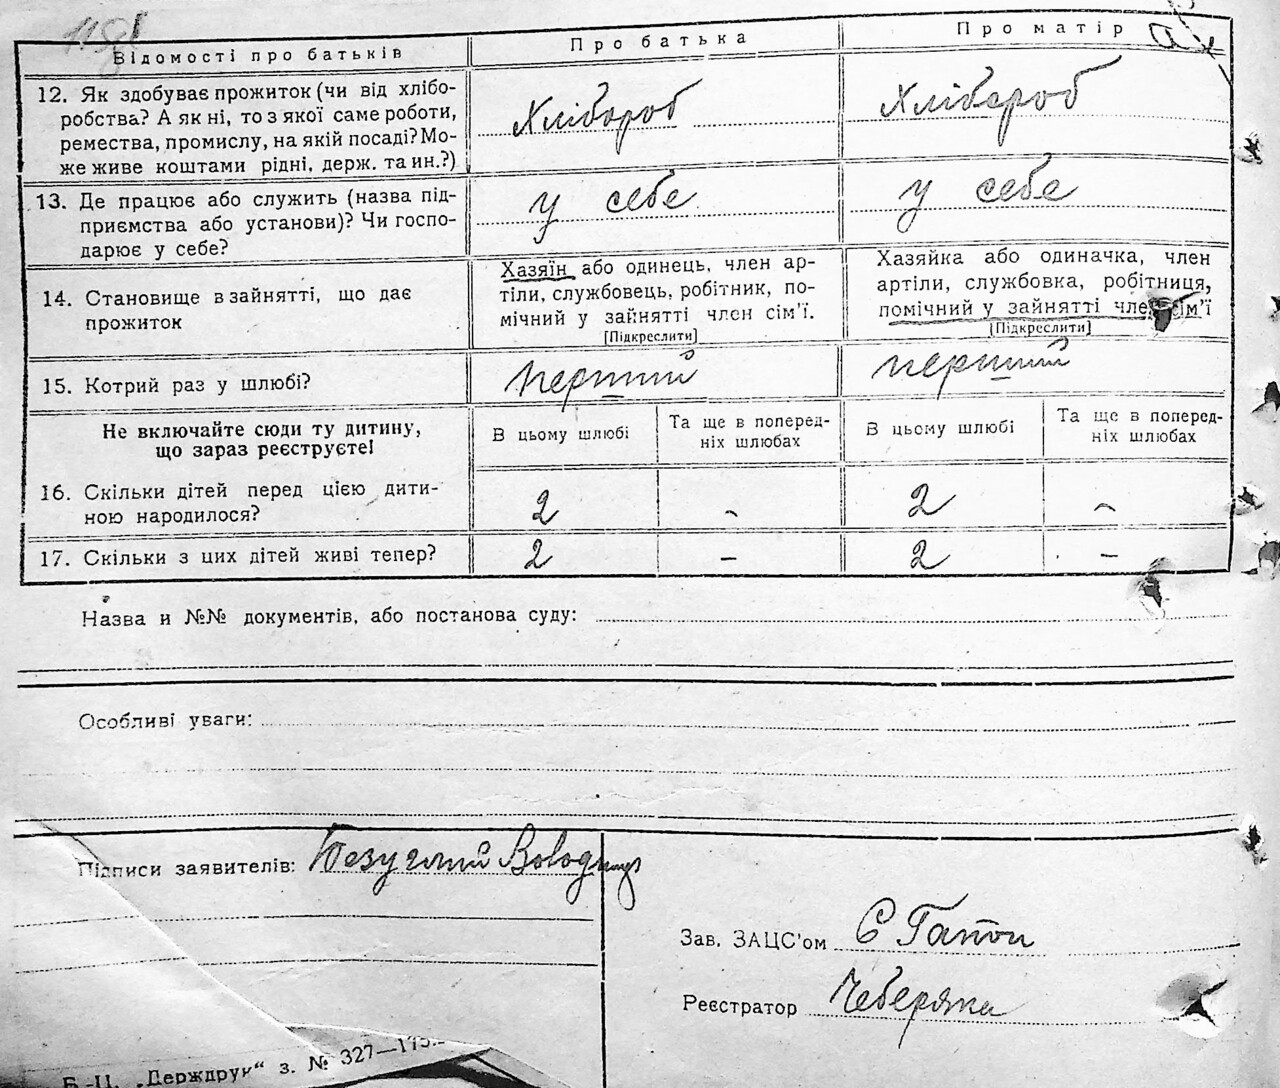 Відомості про батьків
Про батька
Про матір
12. Як здобуває прожиток (чи від хлібо-
робства? А як ні, то з якої саме роботи,
ремества, промислу, на якій посаді? Мо-
же живе коштами рідні, держ. та ин.?)
Хлібороб
Хлібороб
13. Де працює або служить (назва під-
приємства або установи)? Чи госпо-
дарює у себе?
у себе
у себе
14. Становище в зайнятті, що дає
прожиток
Хазяїн або одинець, член ар-
тіли, службовець, робітник, по-
мічний у зайнятті член сім'ї.
[Підкреслити]
Хазяйка або одиначка, член
артіли, службовка, робітниця,
помічний у зайнятті член сім'ї
[Підкреслити]
15. Котрий раз у шлюбі?
перший
перший
Не включайте сюди ту дитину,
що зараз реєструєте!
В цьому шлюбі
Та ще в поперед-
ніх шлюбах
В цьому шлюбі
Та ще в поперед-
ніх шлюбах
16. Скільки дітей перед цією дити-
ною народилося?
2 - 2 -
17. Скільки з цих дітей живі тепер?
2 - 2 -
Назва и №№ документів, або постанова суду:
Особливі уваги:
Підписи заявителів: Безуглий
Зав. ЗАЦС'ом Є Гапон
Реєстратор Чеберяка
Б.-Ц. „Держдрук“ з. № 327—